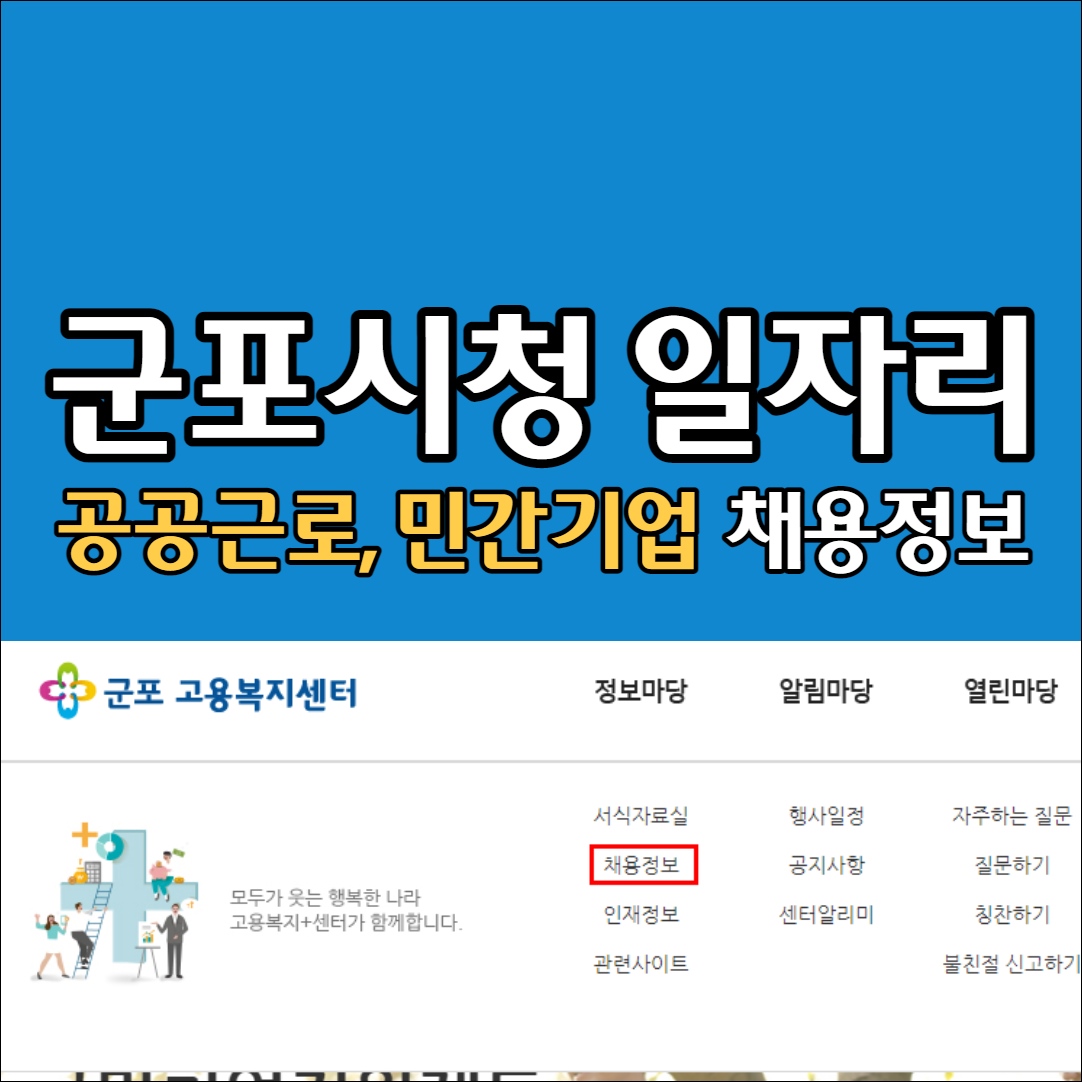 군포시청 일자리
공공근로, 민간기업 채용정보
군포 고용복지센터
정보마당 알림마당 열린마당
서식자료실 행사일정 자주하는 질문
채용정보 공지사항 질문하기
모두가 웃는 행복한 나라
고용복지+센터가 함께합니다.
인재정보 센터알리미 칭찬하기
관련사이트 불친절 신고하기